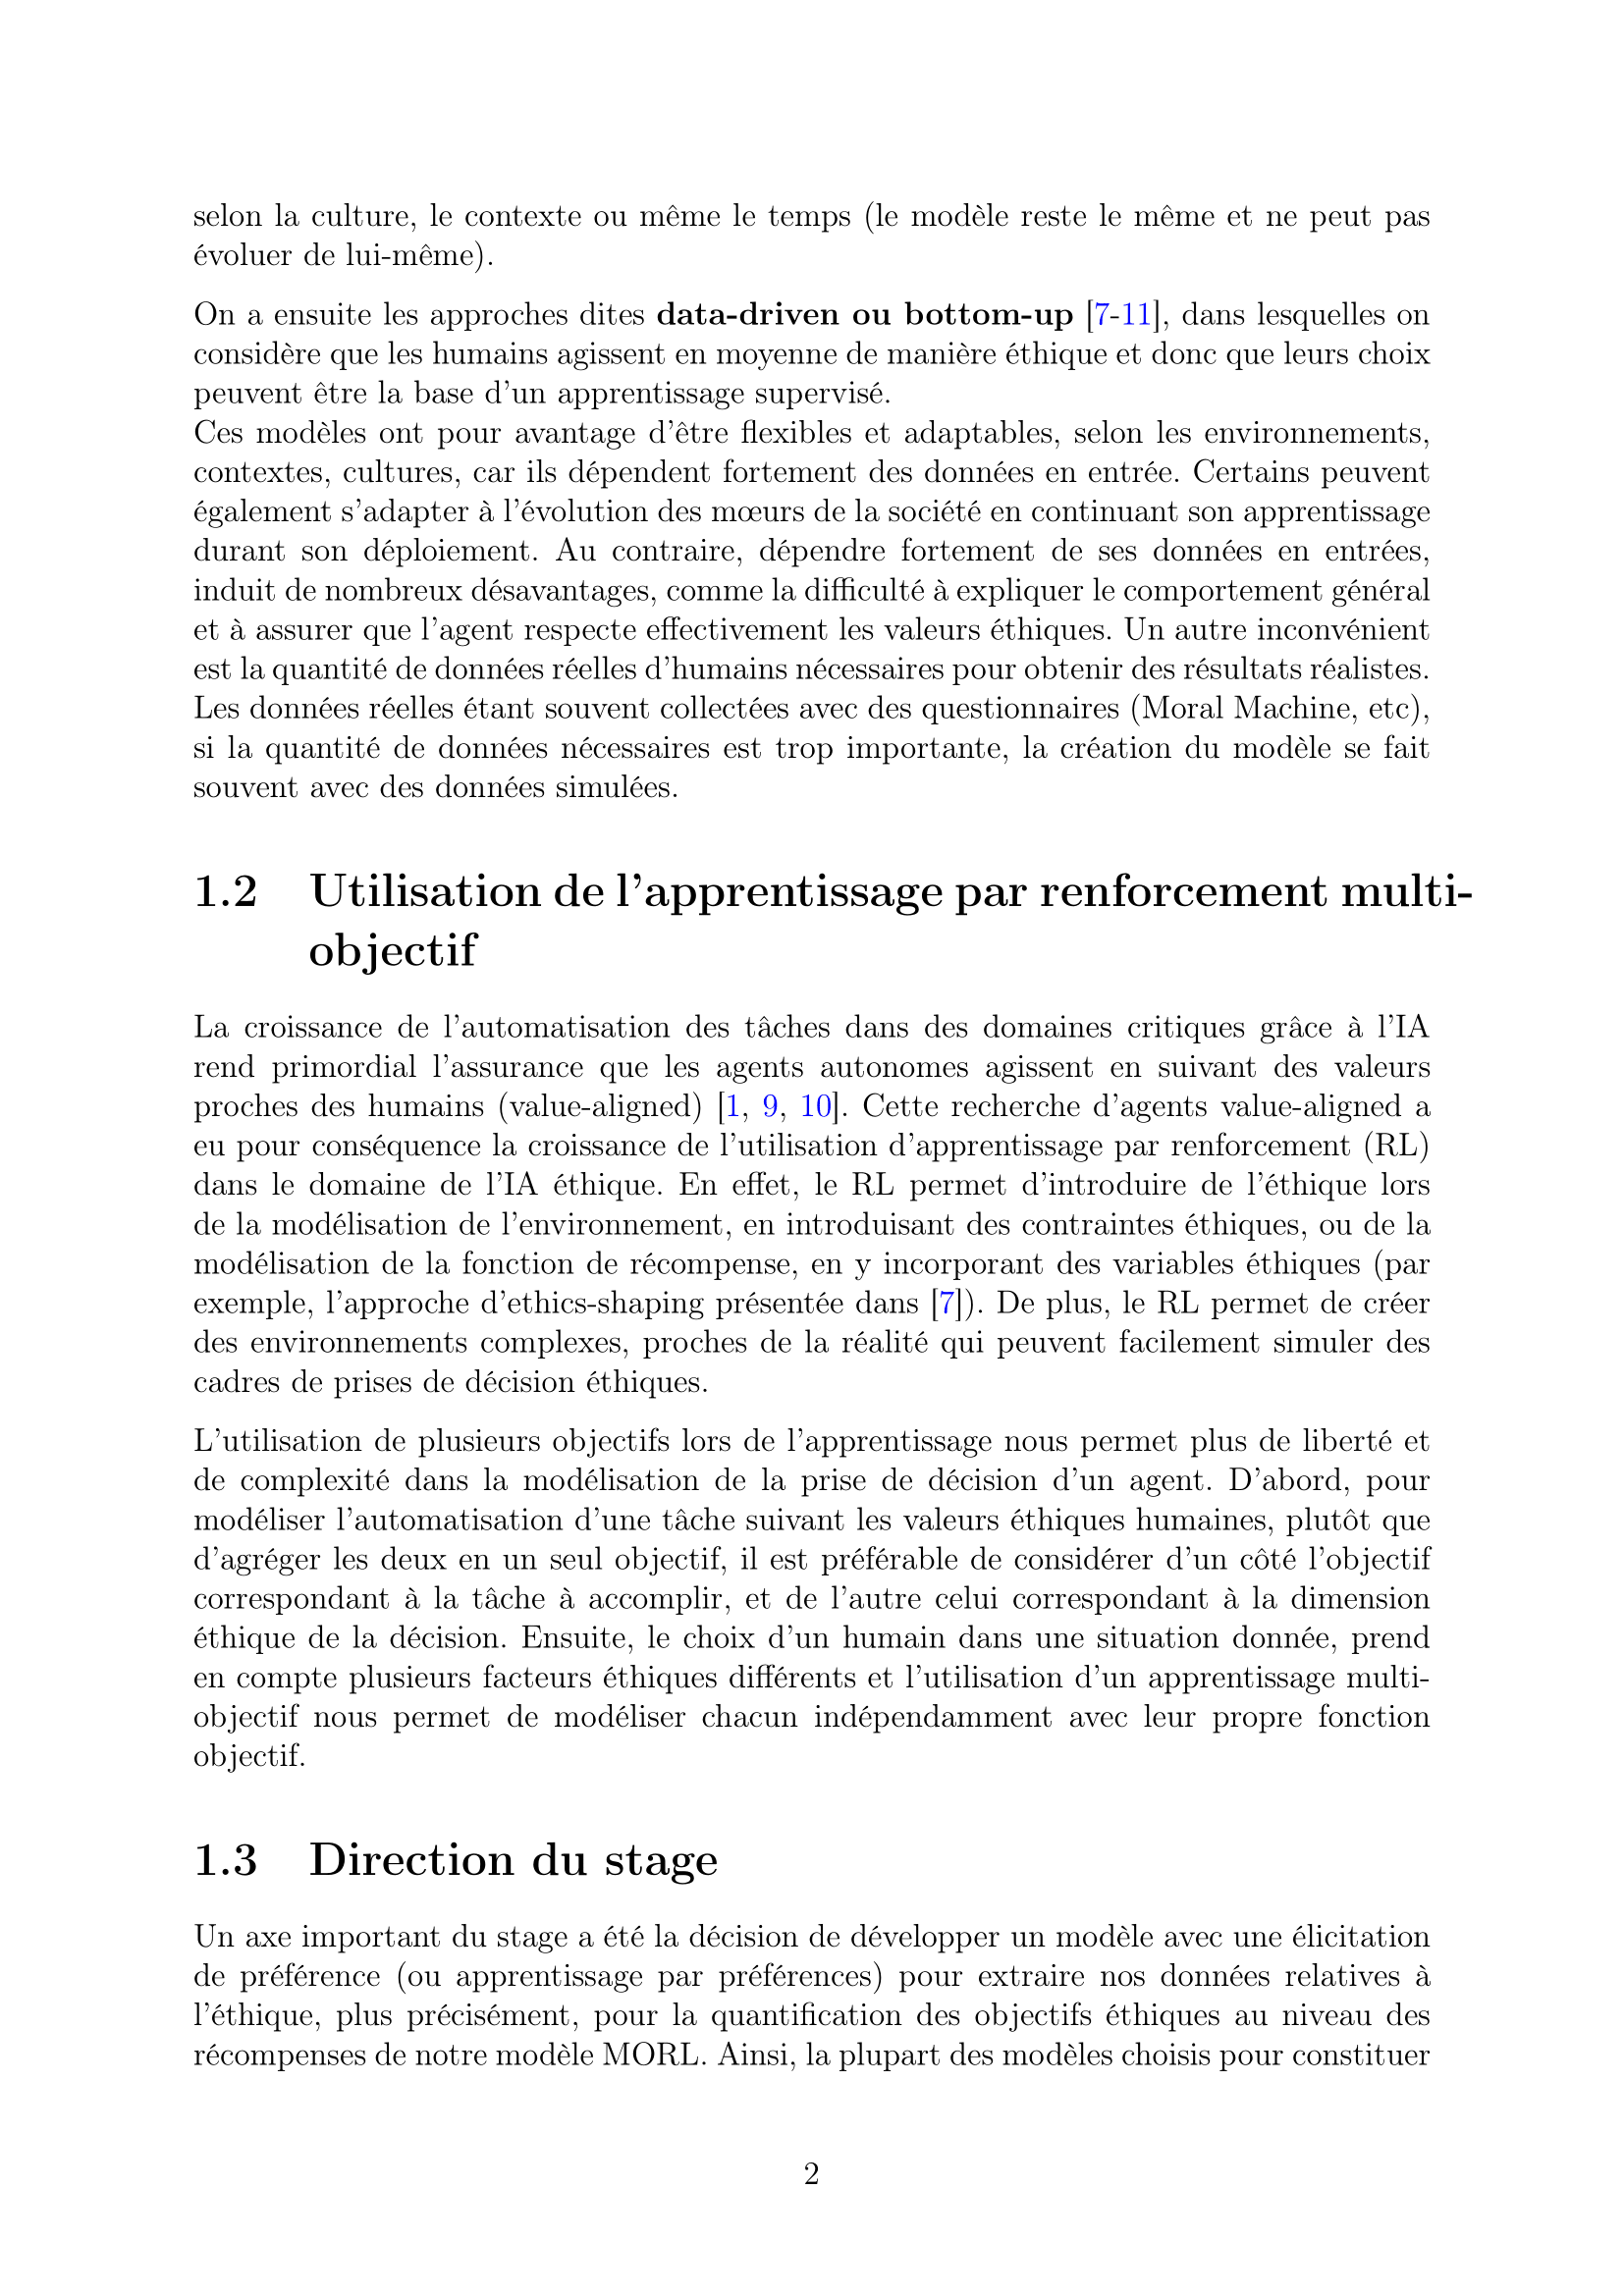 selon la culture, le contexte ou même le temps (le modèle reste le même et ne peut pas
évoluer de lui-même).
On a ensuite les approches dites data-driven ou bottom-up [7-11], dans lesquelles on
considère que les humains agissent en moyenne de manière éthique et donc que leurs choix
peuvent être la base d'un apprentissage supervisé.
Ces modèles ont pour avantage d'être flexibles et adaptables, selon les environnements,
contextes, cultures, car ils dépendent fortement des données en entrée. Certains peuvent
également s'adapter à l'évolution des mœurs de la société en continuant son apprentissage
durant son déploiement. Au contraire, dépendre fortement de ses données en entrées,
induit de nombreux désavantages, comme la difficulté à expliquer le comportement général
et à assurer que l'agent respecte effectivement les valeurs éthiques. Un autre inconvénient
est la quantité de données réelles d'humains nécessaires pour obtenir des résultats réalistes.
Les données réelles étant souvent collectées avec des questionnaires (Moral Machine, etc),
si la quantité de données nécessaires est trop importante, la création du modèle se fait
souvent avec des données simulées.
1.2 Utilisation de l'apprentissage par renforcement multi-
objectif
La croissance de l'automatisation des tâches dans des domaines critiques grâce à l'IA
rend primordial l'assurance que les agents autonomes agissent en suivant des valeurs
proches des humains (value-aligned) [1, 9, 10]. Cette recherche d'agents value-aligned a
eu pour conséquence la croissance de l'utilisation d'apprentissage par renforcement (RL)
dans le domaine de l'IA éthique. En effet, le RL permet d'introduire de l'éthique lors
de la modélisation de l'environnement, en introduisant des contraintes éthiques, ou de la
modélisation de la fonction de récompense, en y incorporant des variables éthiques (par
exemple, l'approche d'ethics-shaping présentée dans [7]). De plus, le RL permet de créer
des environnements complexes, proches de la réalité qui peuvent facilement simuler des
cadres de prises de décision éthiques.
L'utilisation de plusieurs objectifs lors de l'apprentissage nous permet plus de liberté et
de complexité dans la modélisation de la prise de décision d'un agent. D'abord, pour
modéliser l'automatisation d'une tâche suivant les valeurs éthiques humaines, plutôt que
d'agréger les deux en un seul objectif, il est préférable de considérer d'un côté l'objectif
correspondant à la tâche à accomplir, et de l'autre celui correspondant à la dimension
éthique de la décision. Ensuite, le choix d'un humain dans une situation donnée, prend
en compte plusieurs facteurs éthiques différents et l'utilisation d'un apprentissage multi-
objectif nous permet de modéliser chacun indépendamment avec leur propre fonction
objectif.
1.3 Direction du stage
Un axe important du stage a été la décision de développer un modèle avec une élicitation
de préférence (ou apprentissage par préférences) pour extraire nos données relatives à
l'éthique, plus précisément, pour la quantification des objectifs éthiques au niveau des
récompenses de notre modèle MORL. Ainsi, la plupart des modèles choisis pour constituer
2